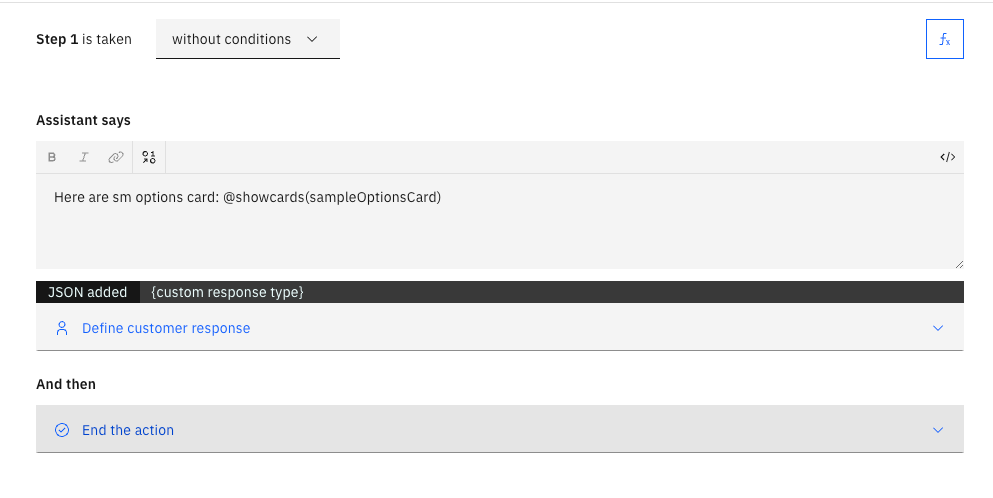 Step 1 is taken without conditions fx
Assistant says
B I </>
Here are sm options card: @showcards(sampleOptionsCard)
JSON added {custom response type}
Define customer response
And then
End the action